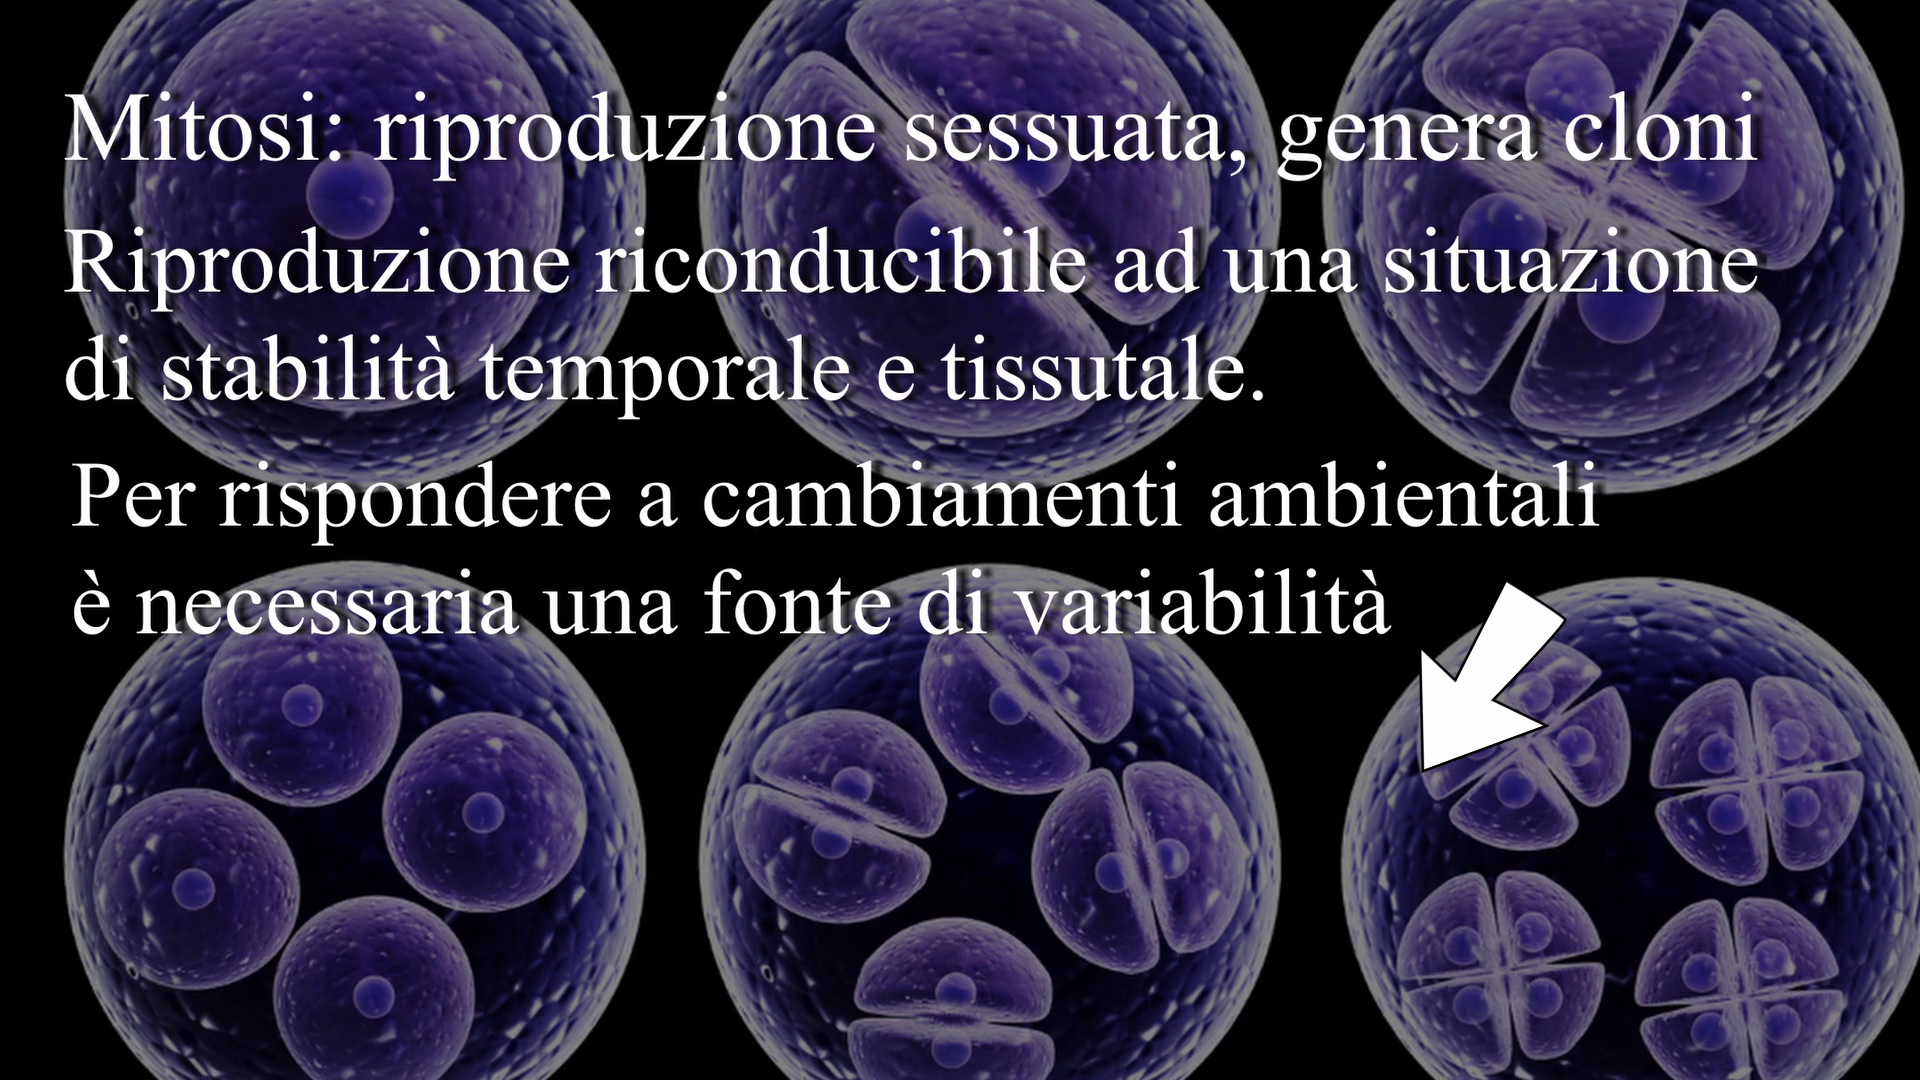 Mitosi: riproduzione sessuata, genera cloni
Riproduzione riconducibile ad una situazione
di stabilità temporale e tissutale.
Per rispondere a cambiamenti ambientali
è necessaria una fonte di variabilità